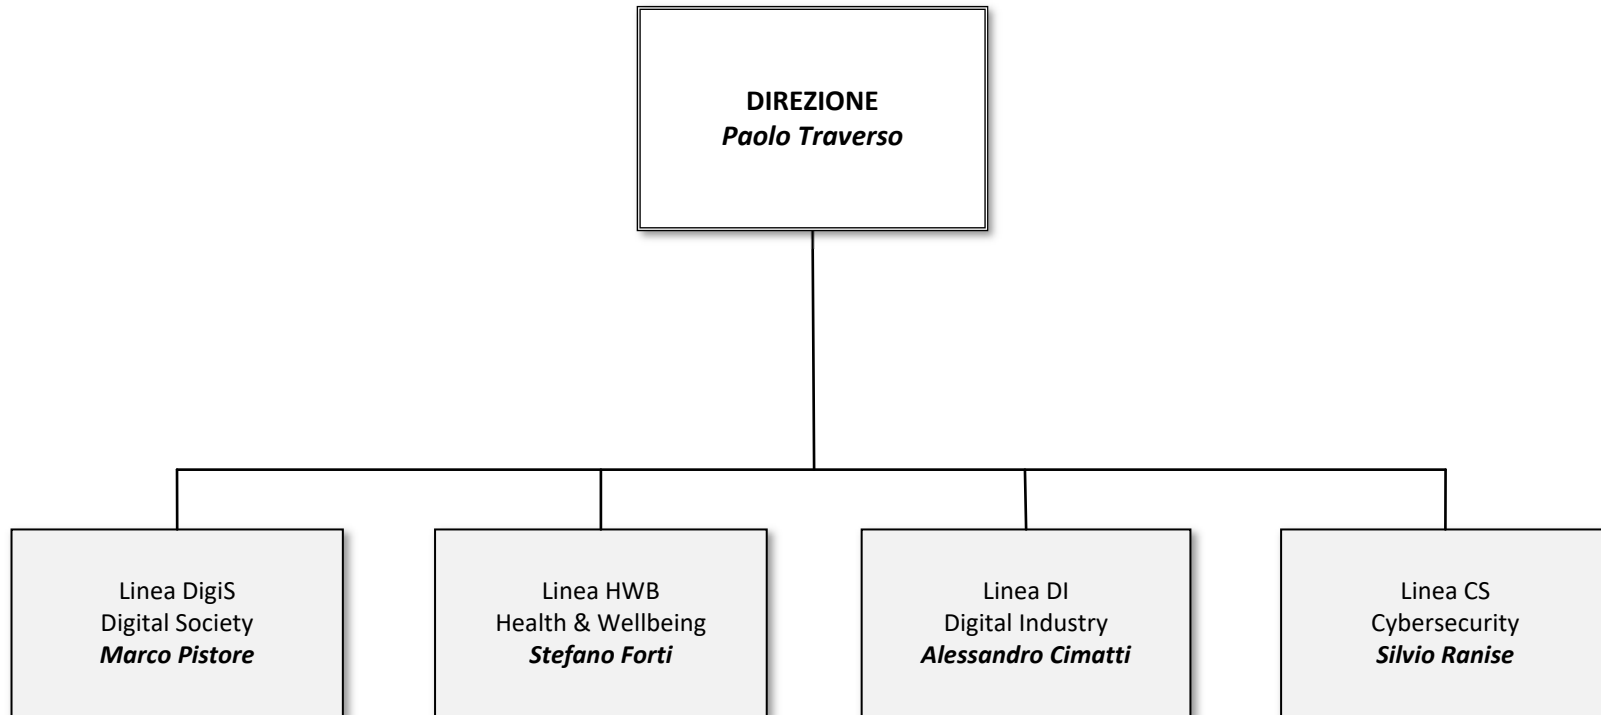 DIREZIONE
Paolo Traverso
Linea DigiS
Digital Society
Marco Pistore
Linea HWB
Health & Wellbeing
Stefano Forti
Linea DI
Digital Industry
Alessandro Cimatti
Linea CS
Cybersecurity
Silvio Ranise